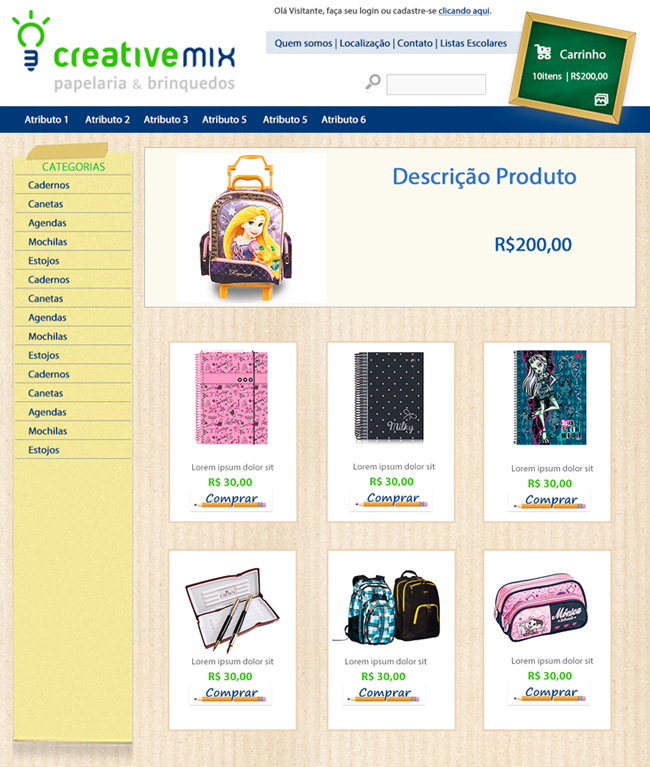 Olá Visitante, faça seu login ou cadastre-se clicando aqui.
creativemix
papelaria & brinquedos
Quem somos | Localização | Contato | Listas Escolares
Carrinho
10itens | R$200,00
Atributo 1 Atributo 2 Atributo 3 Atributo 5 Atributo 5 Atributo 6
CATEGORIAS
Cadernos
Canetas
Agendas
Mochilas
Estojos
Cadernos
Canetas
Agendas
Mochilas
Estojos
Cadernos
Canetas
Agendas
Mochilas
Estojos
Descrição Produto
R$200,00
Rapunzel
Milky
Lorem ipsum dolor sit
R$ 30,00
Comprar
Lorem ipsum dolor sit
R$ 30,00
Comprar
Lorem ipsum dolor sit
R$ 30,00
Comprar
Mônica
Lorem ipsum dolor sit
R$ 30,00
Comprar
Lorem ipsum dolor sit
R$ 30,00
Comprar
Lorem ipsum dolor sit
R$ 30,00
Comprar